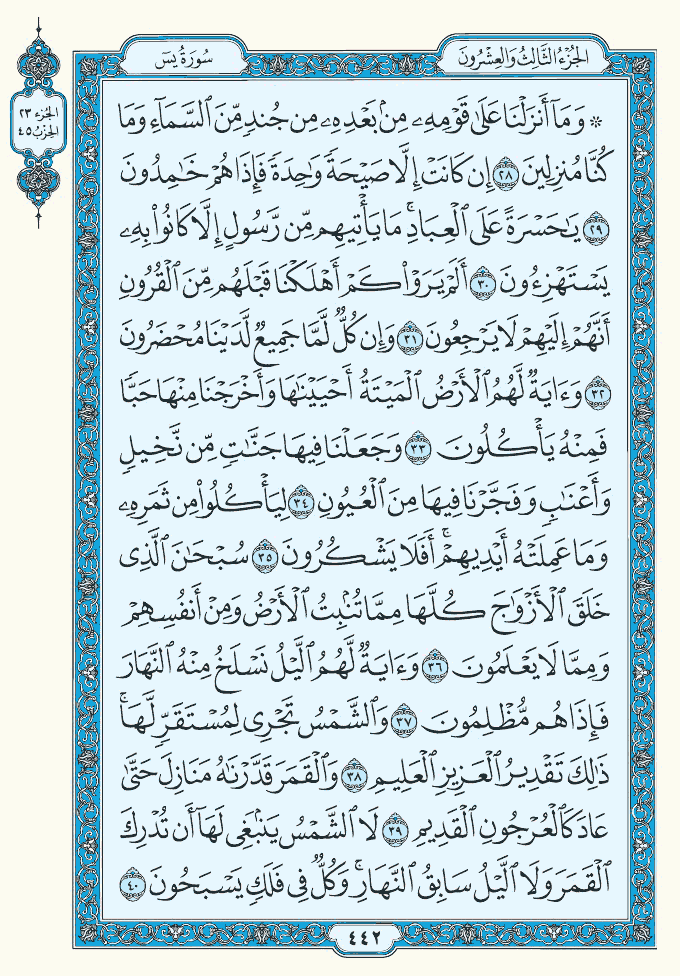 الجزء الثالث والعشرون
سورة يس
الجزء ٢٣
الحزب ٤٥
۞ وَمَآ أَنزَلْنَا عَلَىٰ قَوْمِهِۦ مِنۢ بَعْدِهِۦ مِن جُندٍ مِّنَ ٱلسَّمَآءِ وَمَا
كُنَّا مُنزِلِينَ ٢٨ إِن كَانَتْ إِلَّا صَيْحَةً وَٰحِدَةً فَإِذَا هُمْ خَٰمِدُونَ
٢٩ يَٰحَسْرَةً عَلَى ٱلْعِبَادِۚ مَا يَأْتِيهِم مِّن رَّسُولٍ إِلَّا كَانُوا۟ بِهِۦ
يَسْتَهْزِءُونَ ٣٠ أَلَمْ يَرَوْا۟ كَمْ أَهْلَكْنَا قَبْلَهُم مِّنَ ٱلْقُرُونِ
أَنَّهُمْ إِلَيْهِمْ لَا يَرْجِعُونَ ٣١ وَإِن كُلٌّ لَّمَّا جَمِيعٌ لَّدَيْنَا مُحْضَرُونَ
٣٢ وَءَايَةٌ لَّهُمُ ٱلْأَرْضُ ٱلْمَيْتَةُ أَحْيَيْنَٰهَا وَأَخْرَجْنَا مِنْهَا حَبًّا
فَمِنْهُ يَأْكُلُونَ ٣٣ وَجَعَلْنَا فِيهَا جَنَّٰتٍ مِّن نَّخِيلٍ
وَأَعْنَٰبٍ وَفَجَّرْنَا فِيهَا مِنَ ٱلْعُيُونِ ٣٤ لِيَأْكُلُوا۟ مِن ثَمَرِهِۦ
وَمَا عَمِلَتْهُ أَيْدِيهِمْۚ أَفَلَا يَشْكُرُونَ ٣٥ سُبْحَٰنَ ٱلَّذِى
خَلَقَ ٱلْأَزْوَٰجَ كُلَّهَا مِمَّا تُنۢبِتُ ٱلْأَرْضُ وَمِنْ أَنفُسِهِمْ
وَمِمَّا لَا يَعْلَمُونَ ٣٦ وَءَايَةٌ لَّهُمُ ٱلَّيْلُ نَسْلَخُ مِنْهُ ٱلنَّهَارَ
فَإِذَا هُم مُّظْلِمُونَ ٣٧ وَٱلشَّمْسُ تَجْرِى لِمُسْتَقَرٍّ لَّهَاۚ
ذَٰلِكَ تَقْدِيرُ ٱلْعَزِيزِ ٱلْعَلِيمِ ٣٨ وَٱلْقَمَرَ قَدَّرْنَٰهُ مَنَازِلَ حَتَّىٰ
عَادَ كَٱلْعُرْجُونِ ٱلْقَدِيمِ ٣٩ لَا ٱلشَّمْسُ يَنۢبَغِى لَهَآ أَن تُدْرِكَ
ٱلْقَمَرَ وَلَا ٱلَّيْلُ سَابِقُ ٱلنَّهَارِۚ وَكُلٌّ فِى فَلَكٍ يَسْبَحُونَ ٤٠
٤٤٢